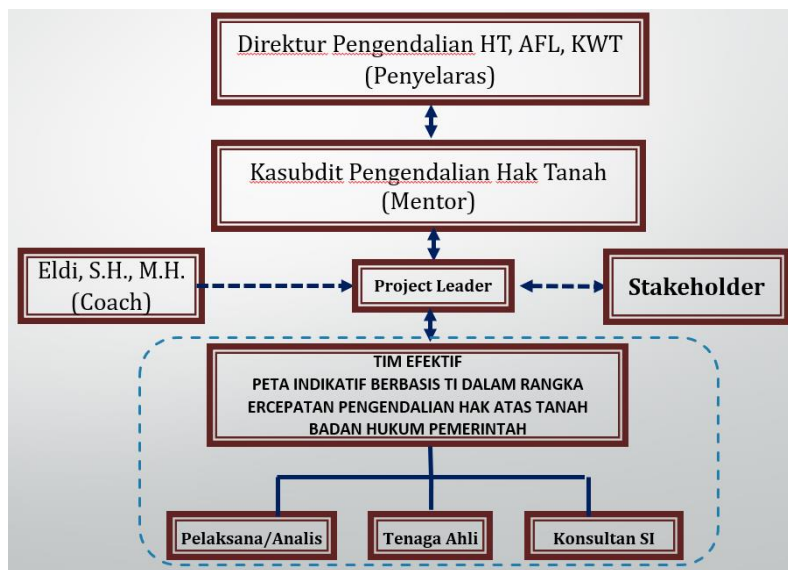 Direktur Pengendalian HT, AFL, KWT
(Penyelaras)
Kasubdit Pengendalian Hak Tanah
(Mentor)
Eldi, S.H., M.H.
(Coach)
Project Leader
Stakeholder
TIM EFEKTIF
PETA INDIKATIF BERBASIS TI DALAM RANGKA
ERCEPATAN PENGENDALIAN HAK ATAS TANAH
BADAN HUKUM PEMERINTAH
Pelaksana/Analis
Tenaga Ahli
Konsultan SI